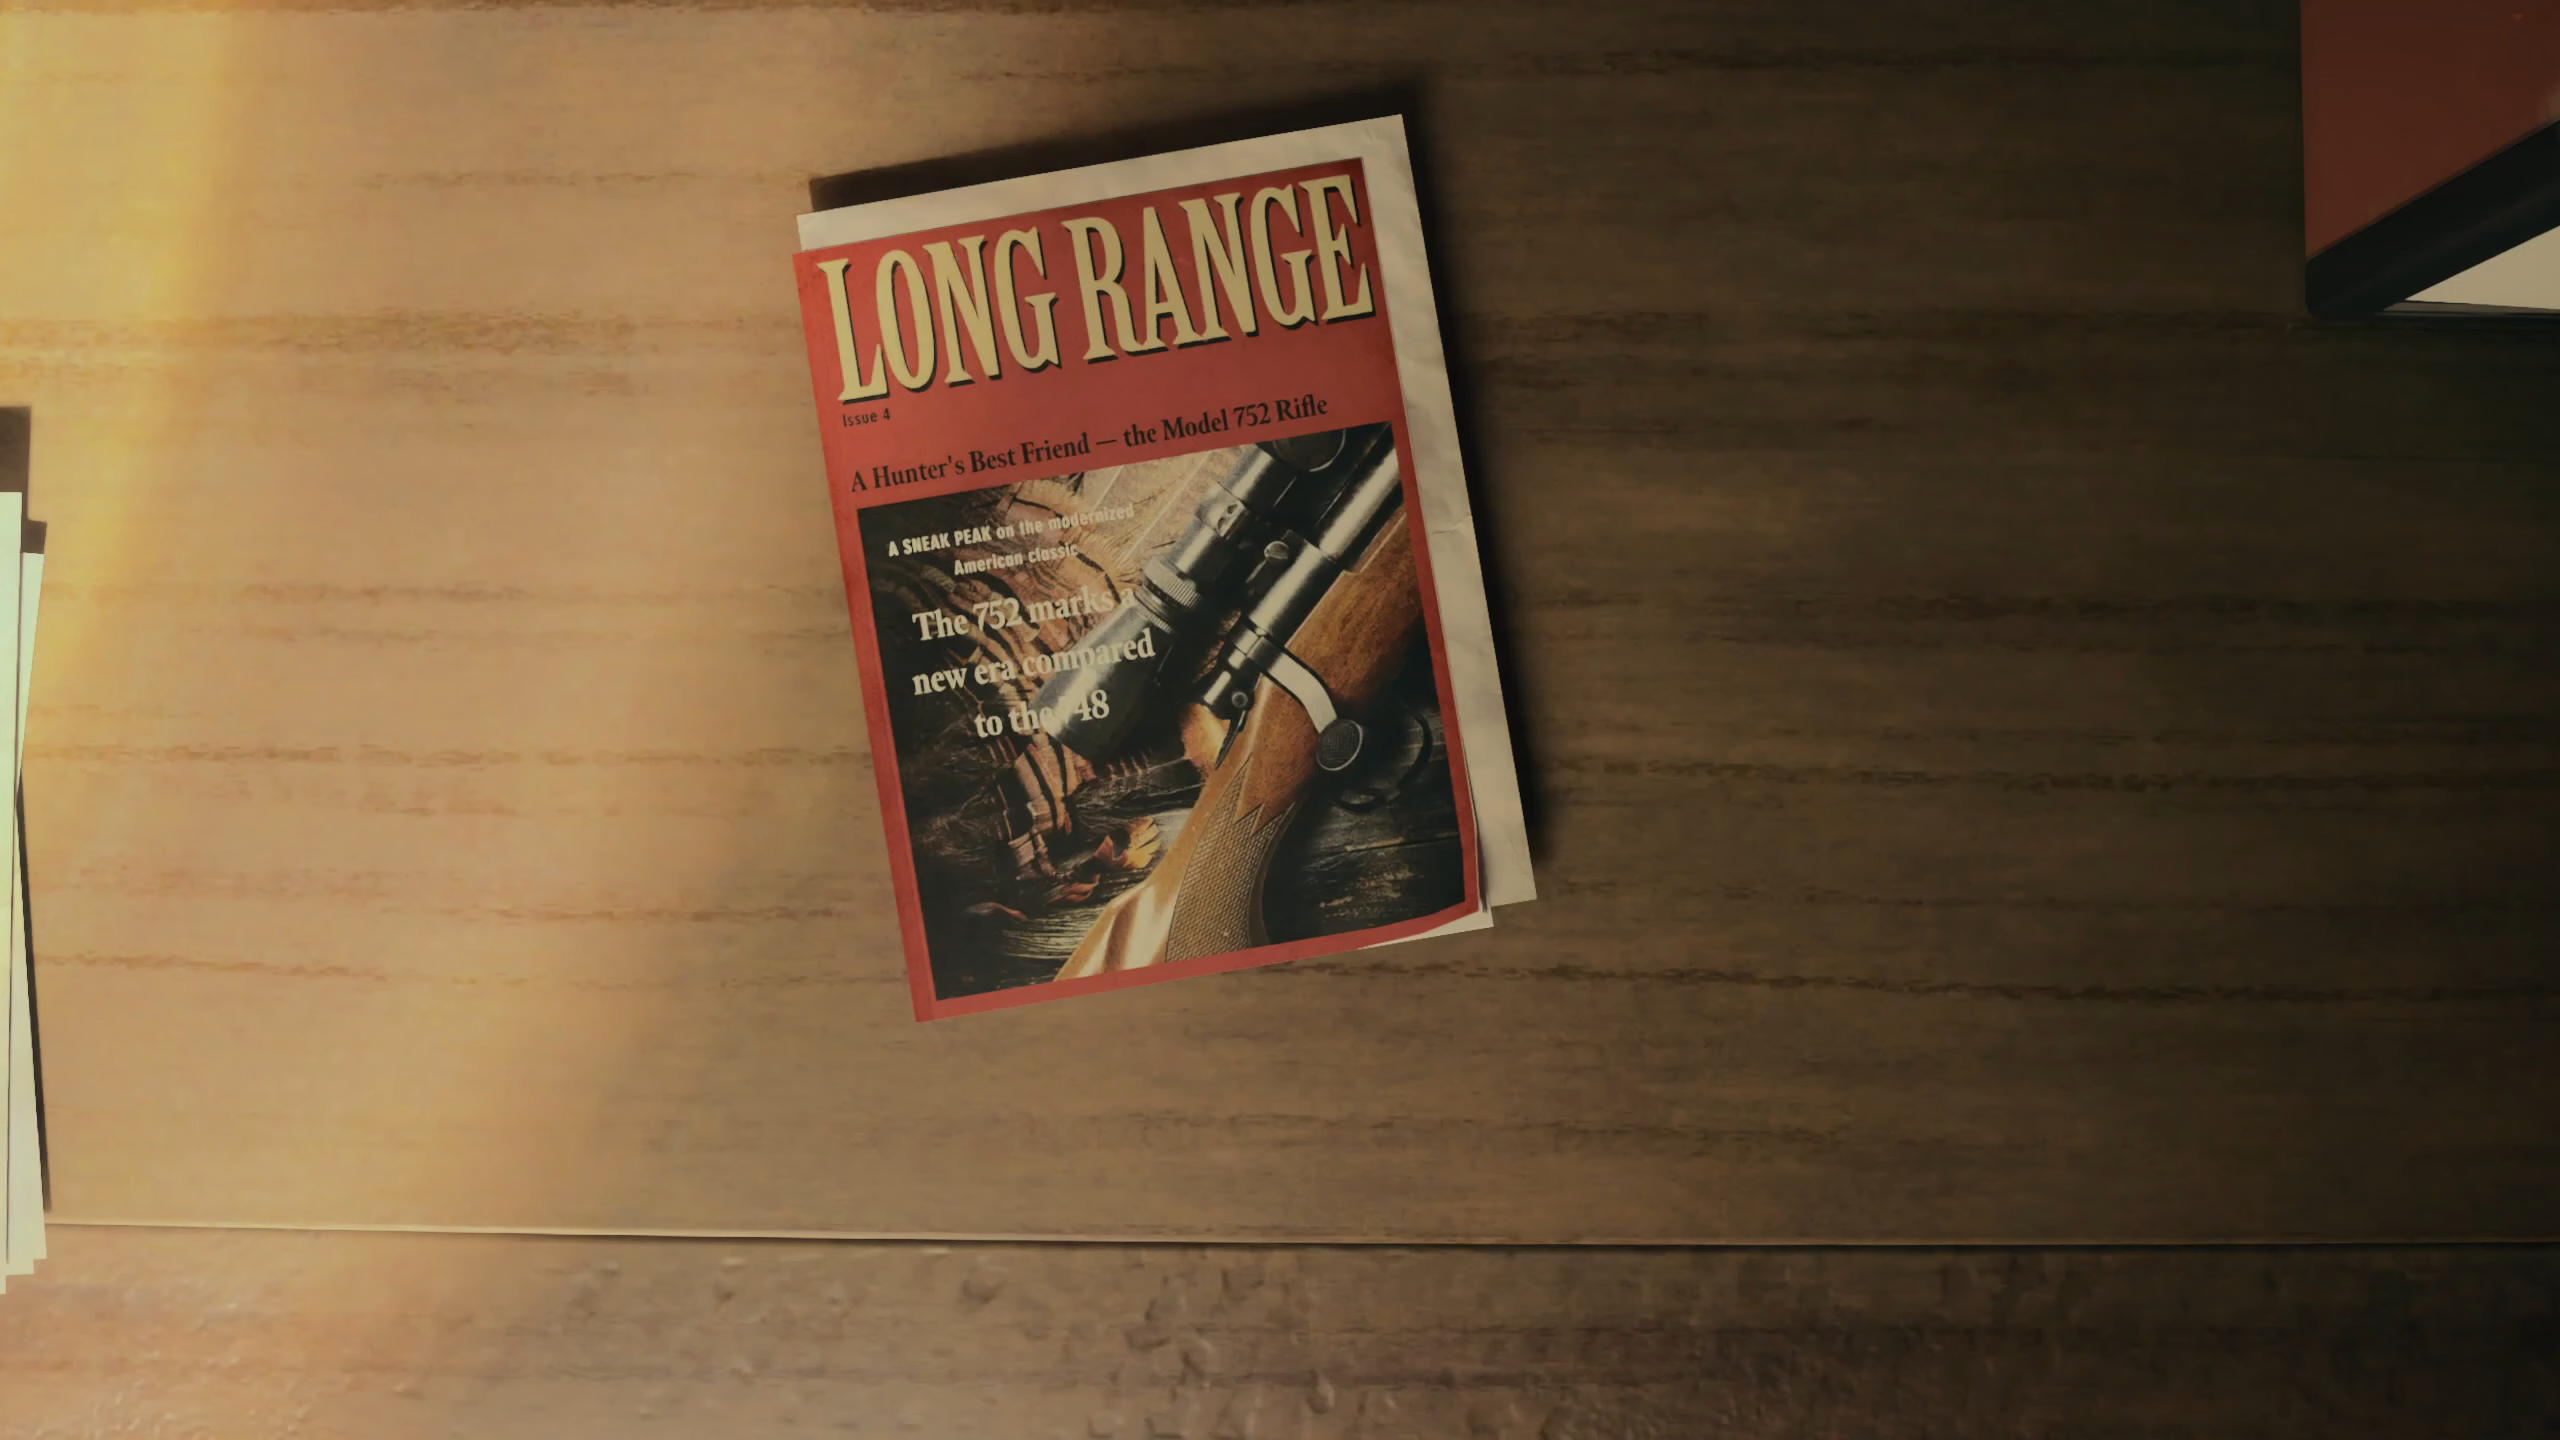 LONG RANGE
Issue 4
A Hunter's Best Friend — the Model 752 Rifle
A SNEAK PEAK on the modernized
American classic
The 752 marks a
new era compared
to the '48